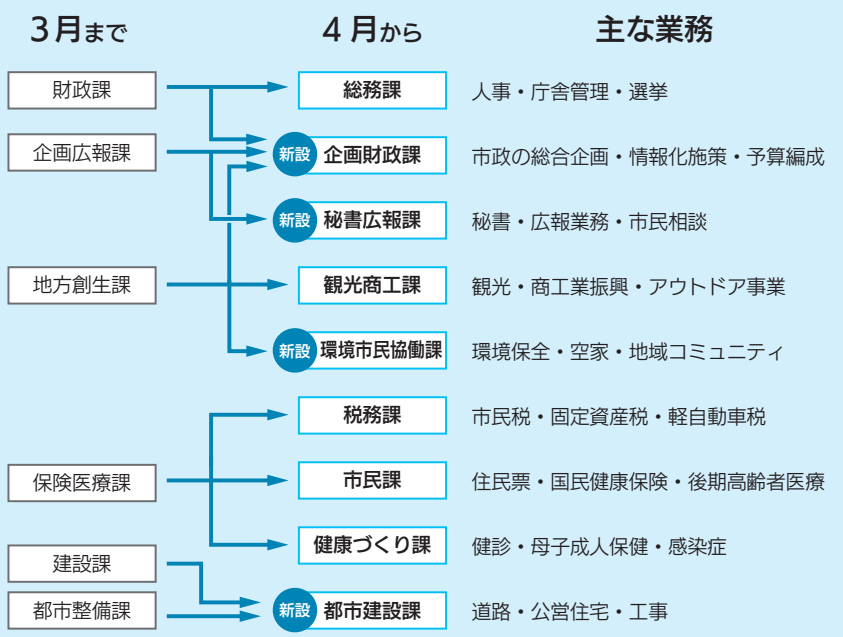 3月まで 4月から 主な業務
財政課 総務課 人事・庁舎管理・選挙
企画広報課 新設 企画財政課 市政の総合企画・情報化施策・予算編成
新設 秘書広報課 秘書・広報業務・市民相談
地方創生課 観光商工課 観光・商工業振興・アウトドア事業
新設 環境市民協働課 環境保全・空家・地域コミュニティ
税務課 市民税・固定資産税・軽自動車税
保険医療課 市民課 住民票・国民健康保険・後期高齢者医療
健康づくり課 健診・母子成人保健・感染症
建設課
都市整備課 新設 都市建設課 道路・公営住宅・工事